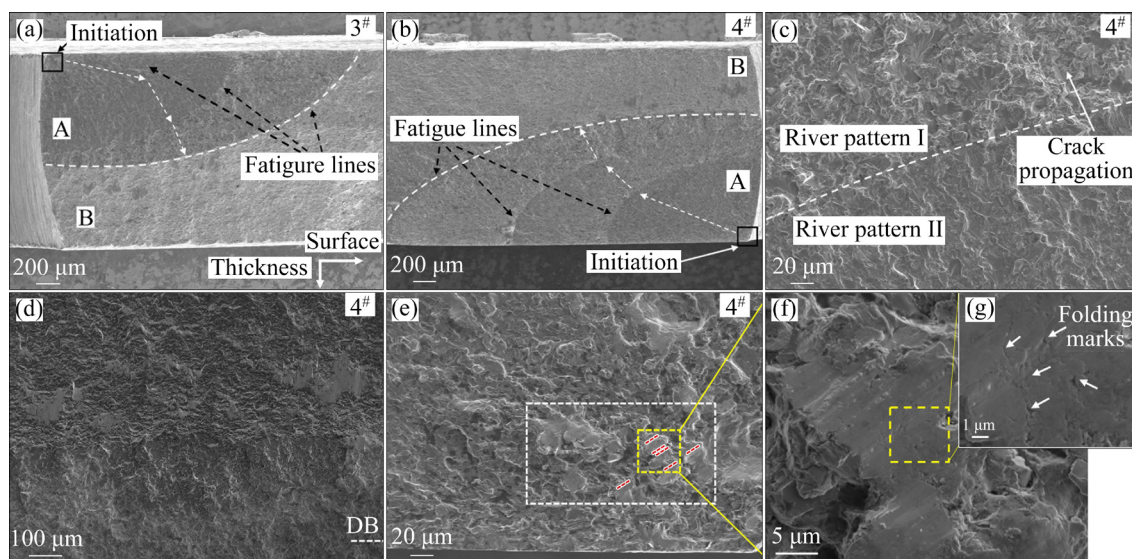 (a)
Initiation
3#
A
Fatigure lines
B
Surface
Thickness
200 μm
(b)
4#
B
Fatigue lines
A
Initiation
200 μm
(c)
4#
River pattern I
Crack
propagation
River pattern II
20 μm
(d)
4#
100 μm
DB
(e)
4#
20 μm
(f)
5 μm
(g)
Folding
marks
1 μm